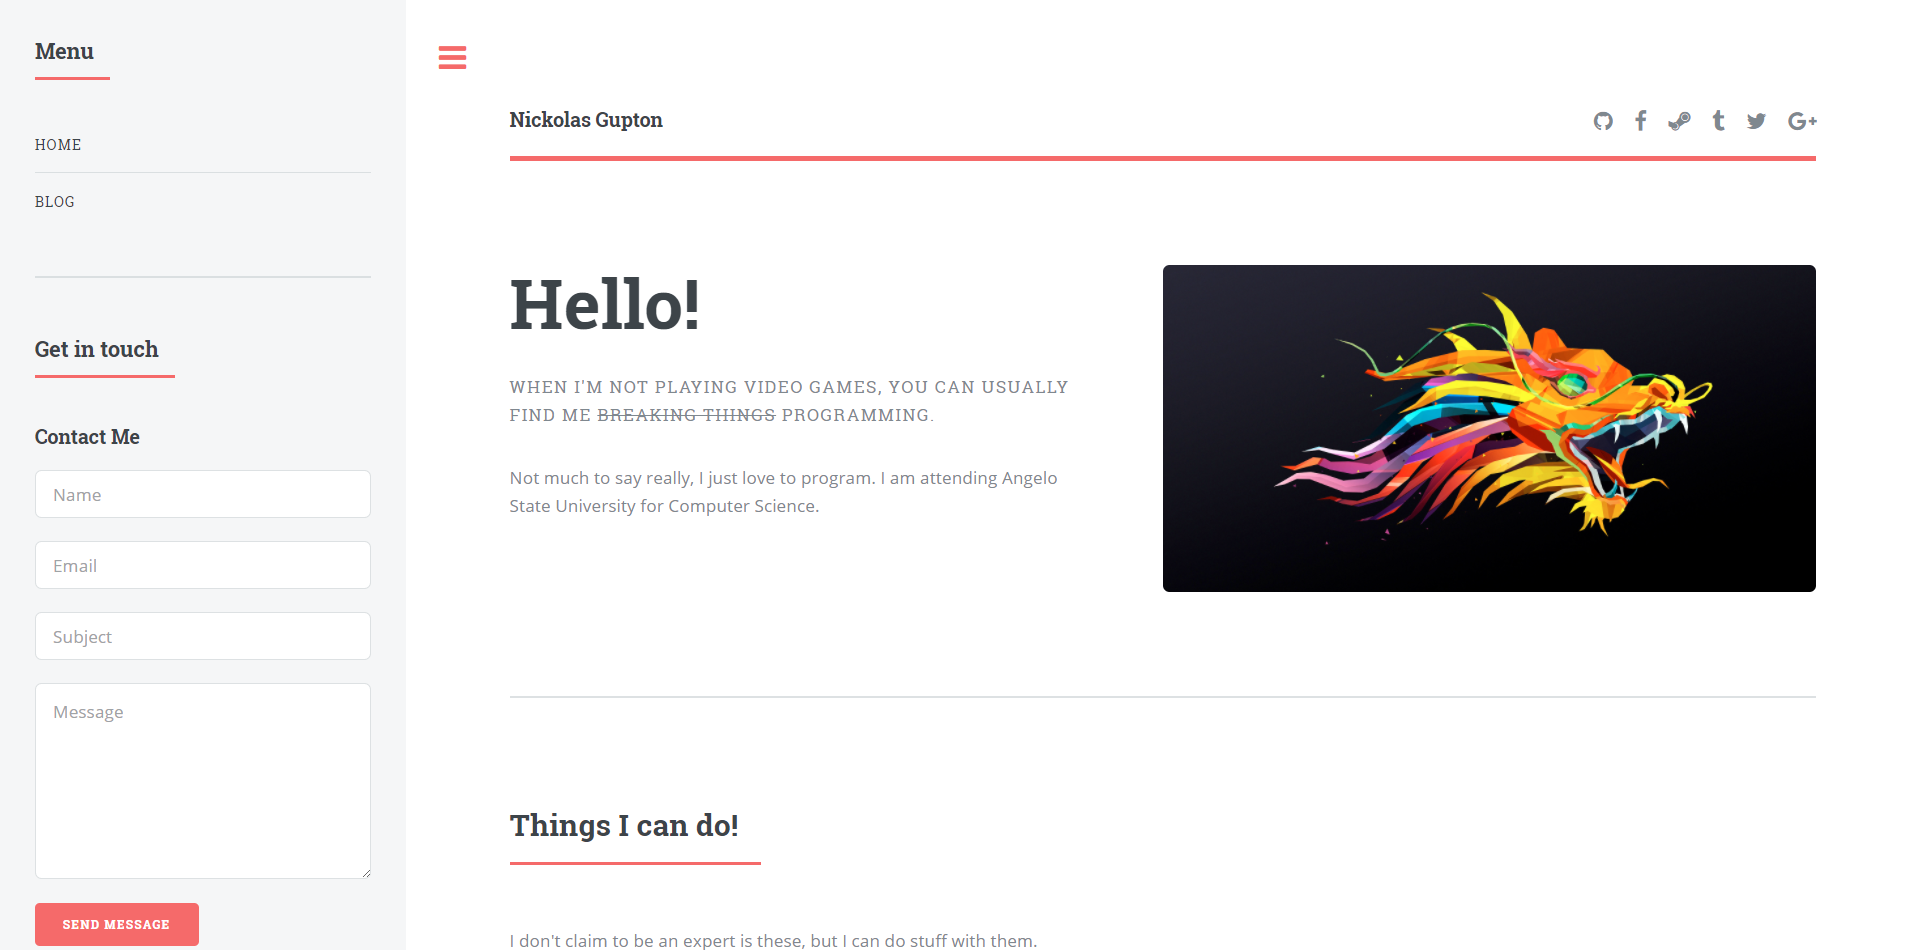 Menu
HOME
BLOG
Get in touch
Contact Me
Name
Email
Subject
Message
SEND MESSAGE
Nickolas Gupton
Hello!
WHEN I'M NOT PLAYING VIDEO GAMES, YOU CAN USUALLY
FIND ME BREAKING THINGS PROGRAMMING.
Not much to say really, I just love to program. I am attending Angelo
State University for Computer Science.
Things I can do!
I don't claim to be an expert is these, but I can do stuff with them.